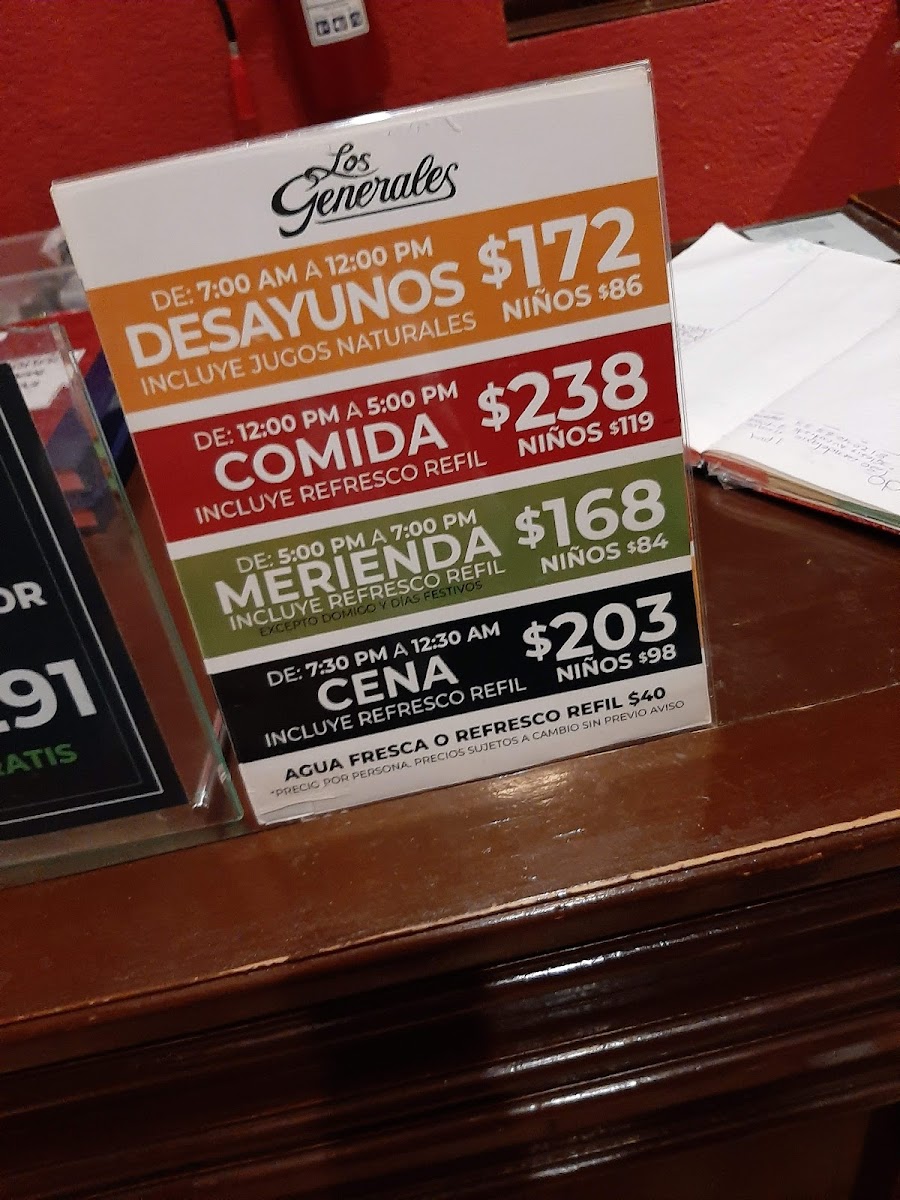 Los
Generales
DE: 7:00 AM A 12:00 PM
DESAYUNOS
INCLUYE JUGOS NATURALES
$172
NIÑOS $86
DE: 12:00 PM A 5:00 PM
COMIDA
INCLUYE REFRESCO REFIL
$238
NIÑOS $119
DE: 5:00 PM A 7:00 PM
MERIENDA
INCLUYE REFRESCO REFIL
EXCEPTO DOMIGO Y DÍAS FESTIVOS
$168
NIÑOS $84
DE: 7:30 PM A 12:30 AM
CENA
INCLUYE REFRESCO REFIL
$203
NIÑOS $98
AGUA FRESCA O REFRESCO REFIL $40
*PRECIO POR PERSONA. PRECIOS SUJETOS A CAMBIO SIN PREVIO AVISO
OR
91
ATIS